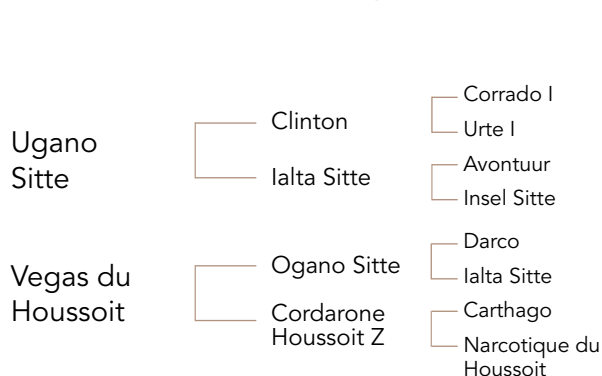 Ugano
Sitte
Clinton
Ialta Sitte
Corrado I
Urte I
Avontuur
Insel Sitte
Vegas du
Houssoit
Ogano Sitte
Cordarone
Houssoit Z
Darco
Ialta Sitte
Carthago
Narcotique du
Houssoit